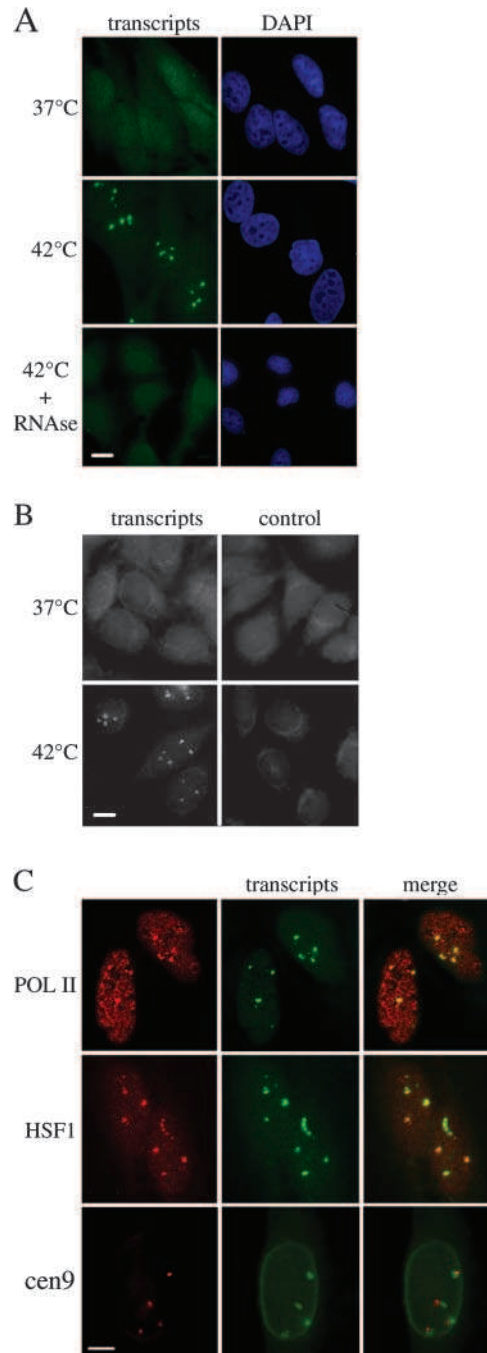 A
transcripts DAPI
37°C
42°C
42°C
+
RNAse
B
transcripts control
37°C
42°C
C
transcripts merge
POL II
HSF1
cen9